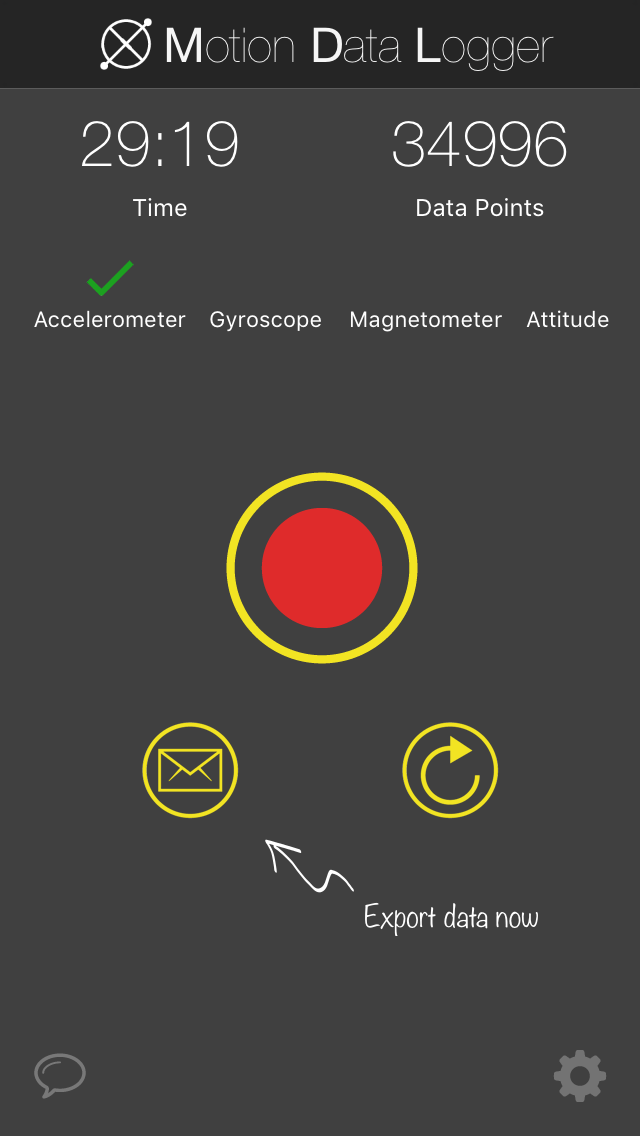 Motion Data Logger
29:19 34996
Time Data Points
Accelerometer Gyroscope Magnetometer Attitude
Export data now